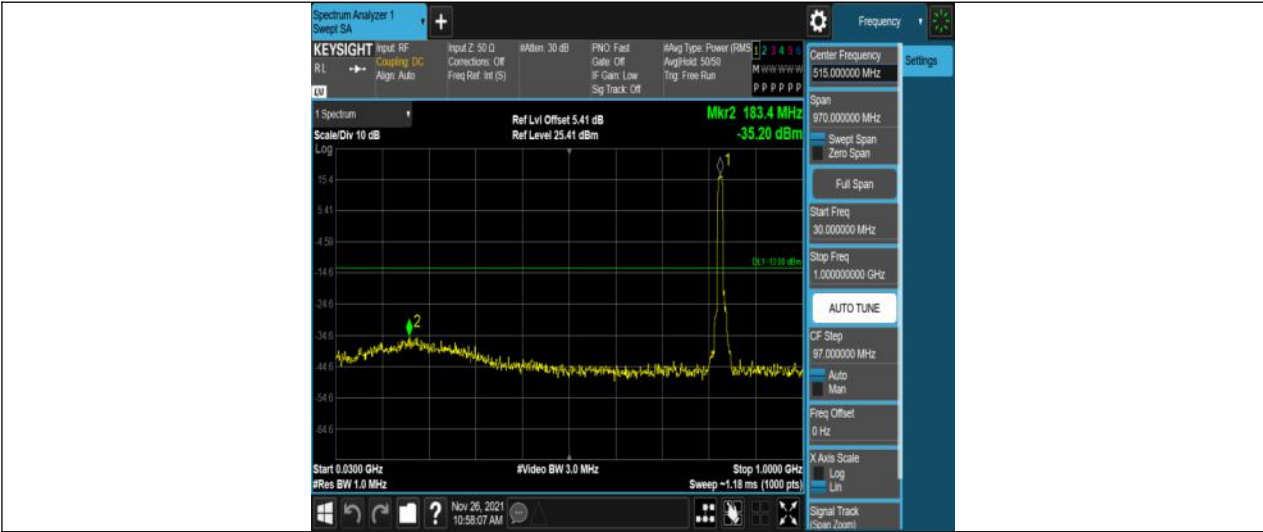 Spectrum Analyzer 1
Swept SA
+
Frequency
KEYSIGHT
Input: RF
Coupling: DC
Align: Auto
Input Z: 50 Ω
Corrections: Off
Freq Ref: Int (S)
#Atten: 30 dB
PNO: Fast
Gate: Off
IF Gain: Low
Sig Track: Off
#Avg Type: Power (RMS
Avg|Hold: 50/50
Trig: Free Run
1 2 3 4 5 6
M W W W W W
P P P P P P
R L
LV
1 Spectrum
Scale/Div 10 dB
Log
Ref Lvl Offset 5.41 dB
Ref Level 25.41 dBm
Mkr2 183.4 MHz
-35.20 dBm
1
15.4
5.41
-4.59
DL1 -13.00 dBm
-14.6
-24.6
2
-34.6
-44.6
-54.6
-64.6
Start 0.0300 GHz
#Res BW 1.0 MHz
#Video BW 3.0 MHz
Stop 1.0000 GHz
Sweep ~1.18 ms (1000 pts)
Center Frequency
515.000000 MHz
Settings
Span
970.000000 MHz
Swept Span
Zero Span
Full Span
Start Freq
30.000000 MHz
Stop Freq
1.000000000 GHz
AUTO TUNE
CF Step
97.000000 MHz
Auto
Man
Freq Offset
0 Hz
X Axis Scale
Log
Lin
Signal Track
(Span Zoom)
?
Nov 26, 2021
10:58:07 AM